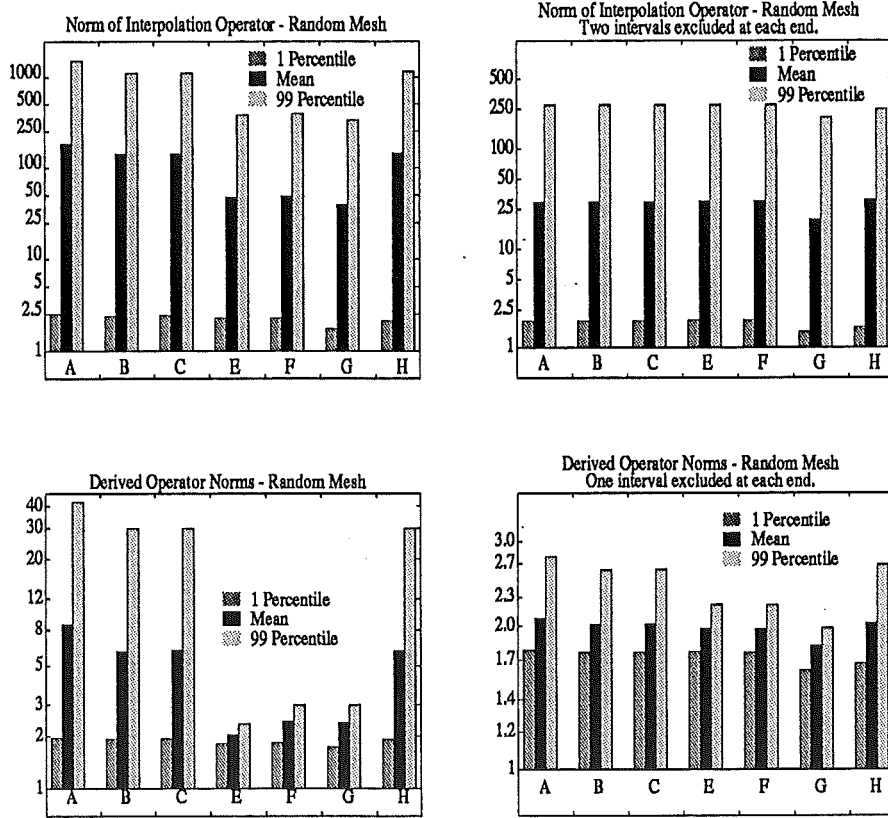 Norm of Interpolation Operator - Random Mesh
1 Percentile
Mean
99 Percentile
1000
500
250
100
50
25
10
5
2.5
1
A B C E F G H
Norm of Interpolation Operator - Random Mesh
Two intervals excluded at each end.
1 Percentile
Mean
99 Percentile
500
250
100
50
25
10
5
2.5
1
A B C E F G H
Derived Operator Norms - Random Mesh
1 Percentile
Mean
99 Percentile
40
30
20
12
8
5
3
2
1
A B C E F G H
Derived Operator Norms - Random Mesh
One interval excluded at each end.
1 Percentile
Mean
99 Percentile
3.0
2.7
2.3
2.0
1.7
1.4
1.2
1
A B C E F G H